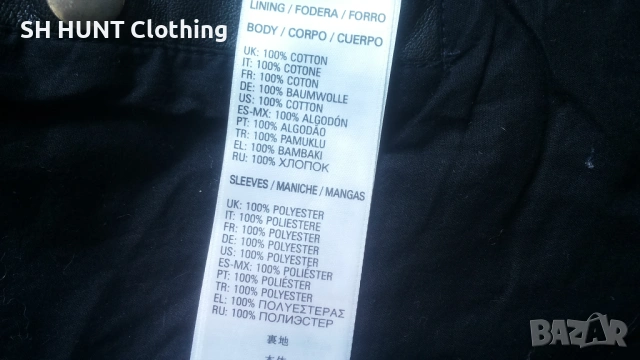 SH HUNT Clothing
LINING / FODERA / FORRO
BODY / CORPO / CUERPO
UK: 100% COTTON
IT: 100% COTONE
FR: 100% COTON
DE: 100% BAUMWOLLE
US: 100% COTTON
ES-MX: 100% ALGODÓN
PT: 100% ALGODÃO
TR: 100% PAMUKLU
EL: 100% BAMBAKI
RU: 100% ХЛОПОК
SLEEVES / MANICHE / MANGAS
UK: 100% POLYESTER
IT: 100% POLIESTERE
FR: 100% POLYESTER
DE: 100% POLYESTER
US: 100% POLYESTER
ES-MX: 100% POLIÉSTER
PT: 100% POLIÉSTER
TR: 100% POLYESTER
EL: 100% ΠΟΛΥΕΣΤΕΡΑΣ
RU: 100% ПОЛИЭСТЕР
裏地
BAZAR